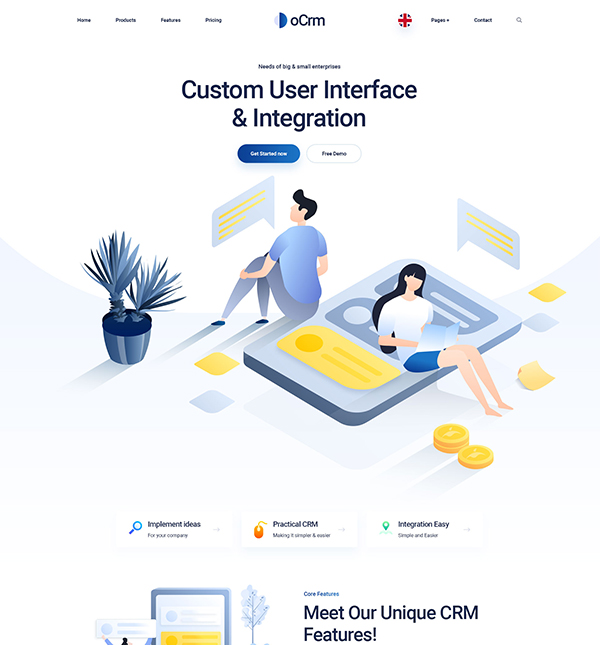 Home
Products
Features
Pricing
oCrm
Pages +
Contact
Needs of big & small enterprises
Custom User Interface
& Integration
Get Started now
Free Demo
Implement ideas
For your company
Practical CRM
Making it simpler & easier
Integration Easy
Simple and Easier
Core Features
Meet Our Unique CRM
Features!